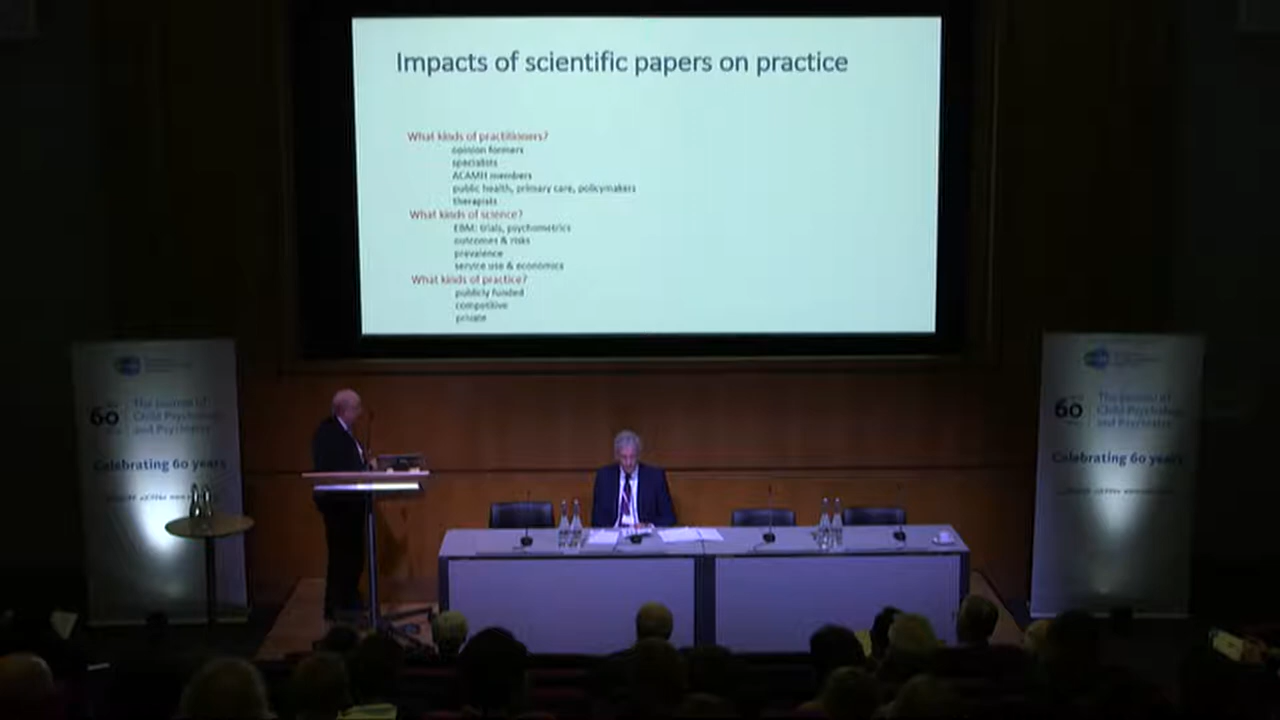 Impacts of scientific papers on practice
What kinds of practitioners?
opinion formers
specialists
ACAMH members
public health, primary care, policymakers
therapists
What kinds of science?
EBM: trials, psychometrics
outcomes & risks
prevalence
service use & economics
What kinds of practice?
publicly funded
competitive
private
60
The Journal of
Child Psychology
and Psychiatry
Celebrating 60 years
60
The Journal of
Child Psychology
and Psychiatry
Celebrating 60 years